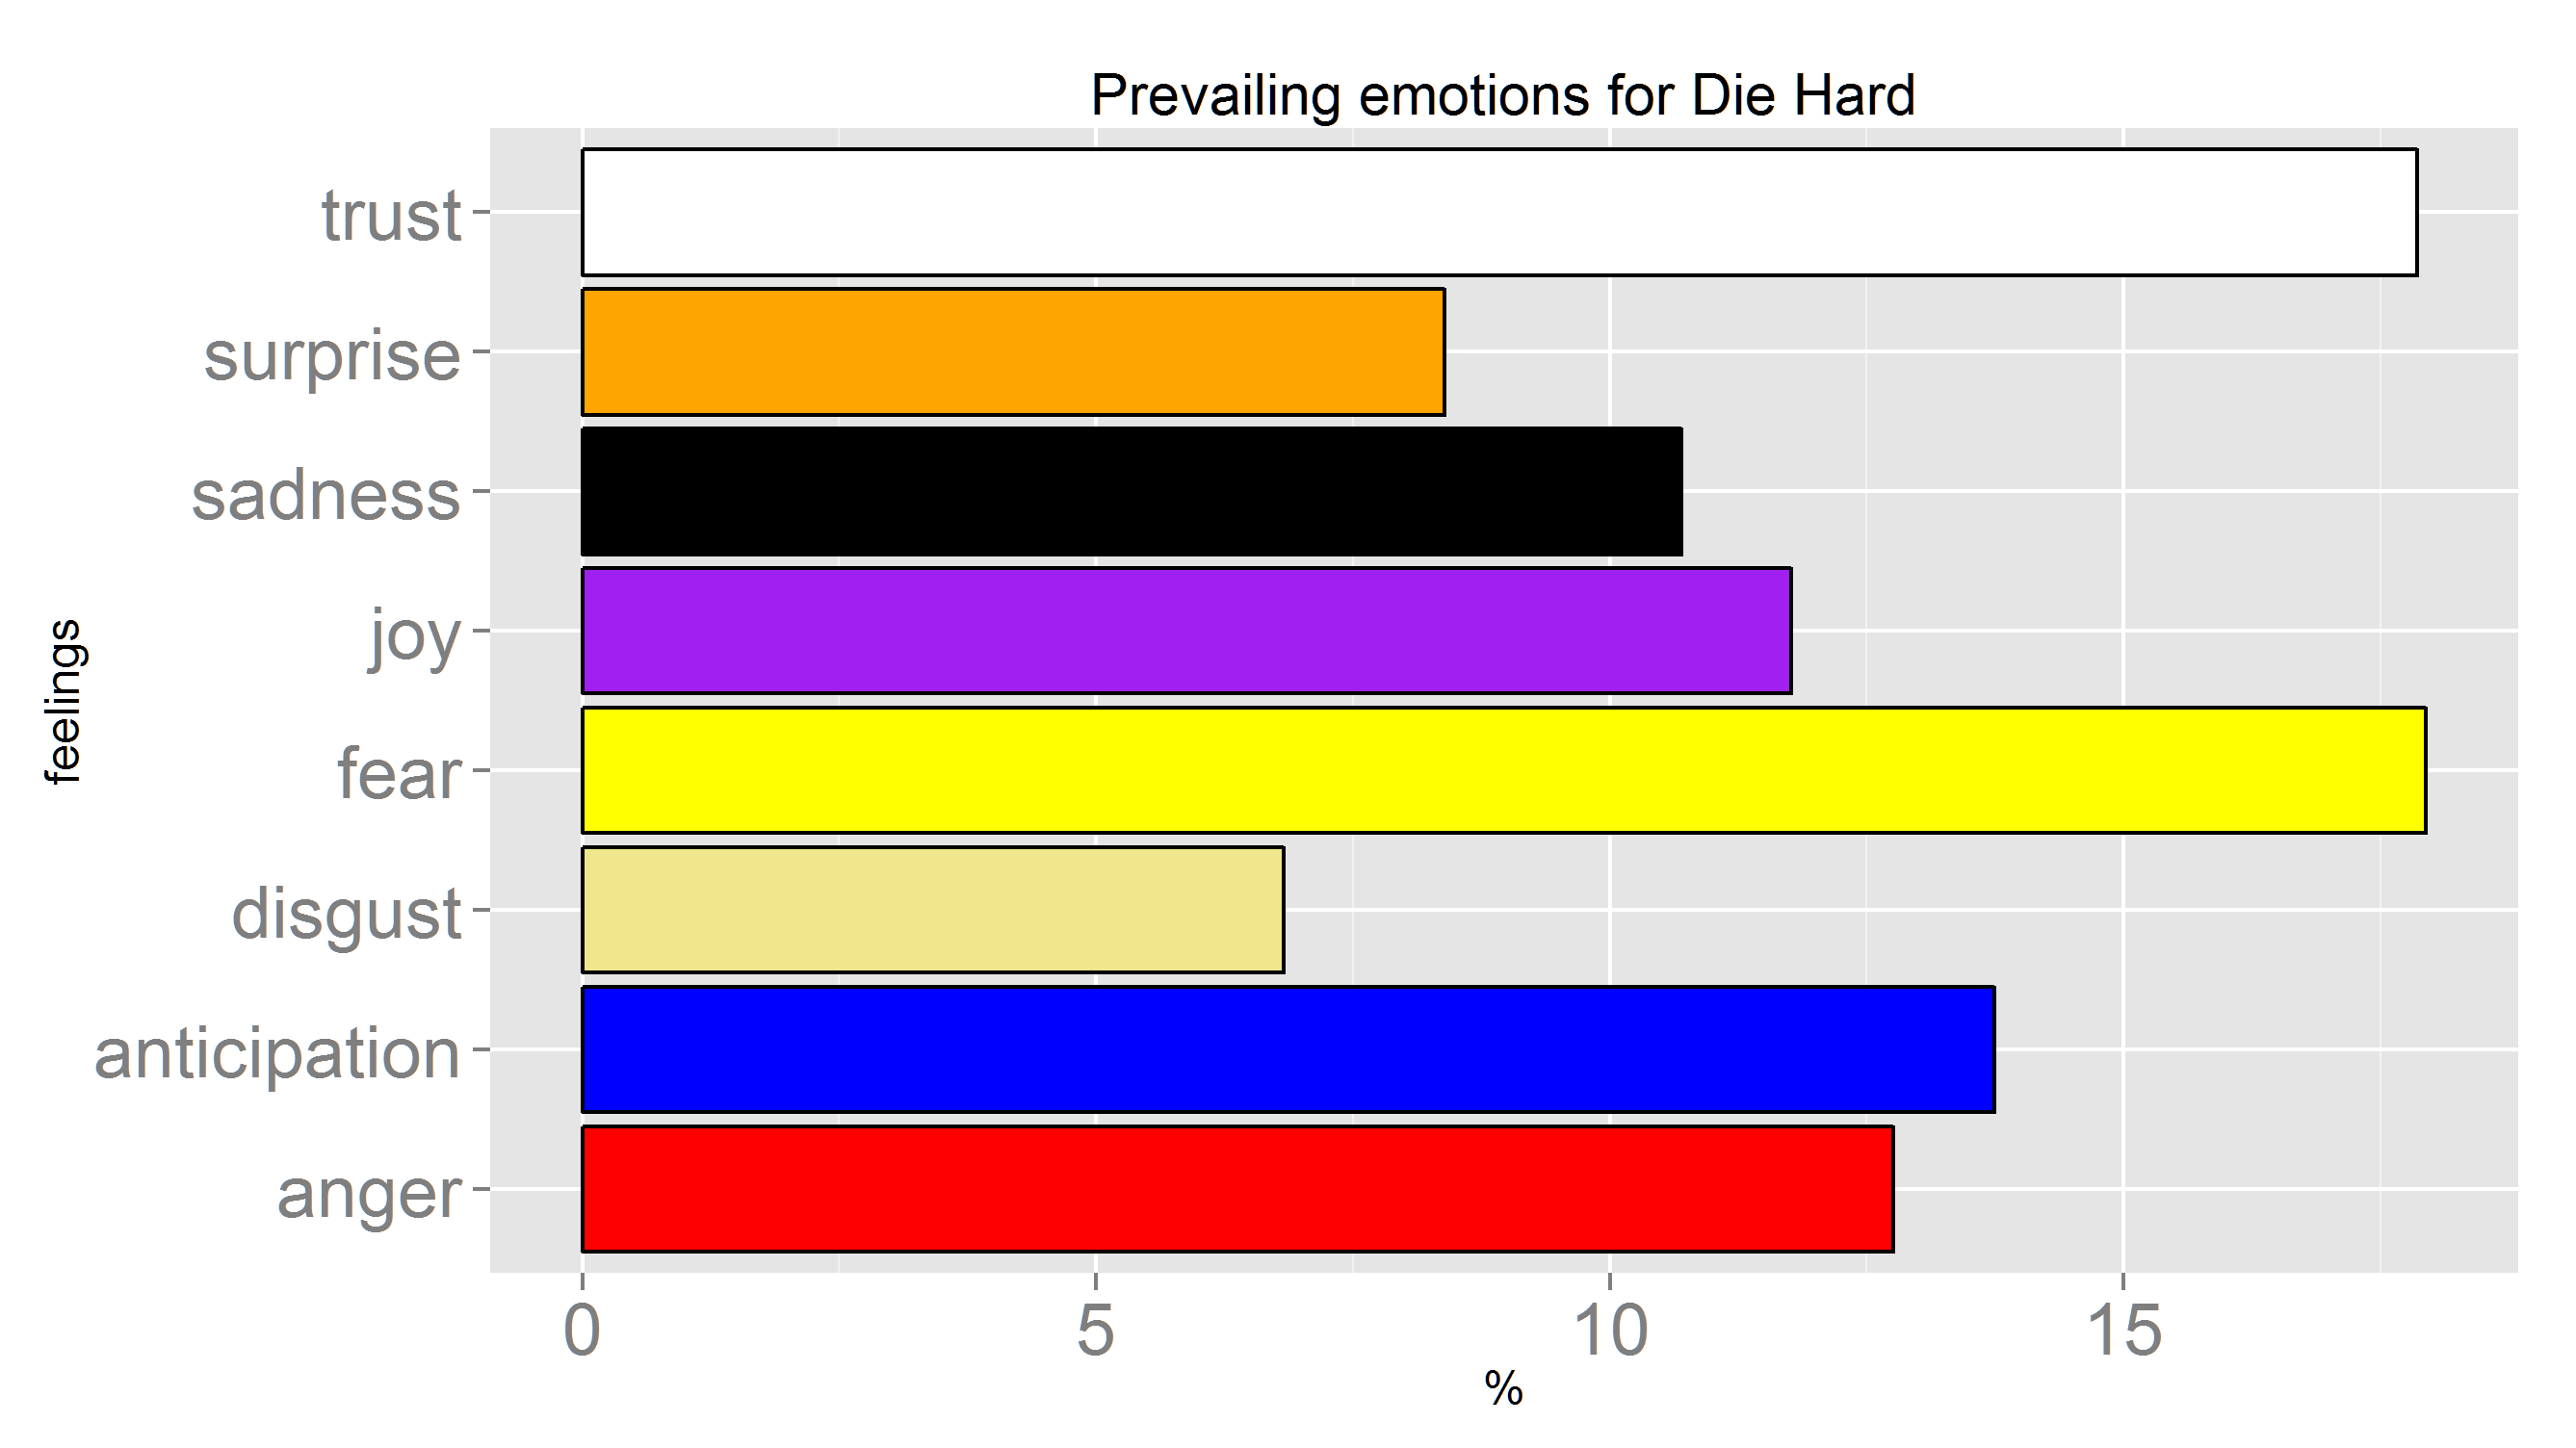 Prevailing emotions for Die Hard
trust
surprise
sadness
joy
fear
disgust
anticipation
anger
feelings
0 5 10 15
%